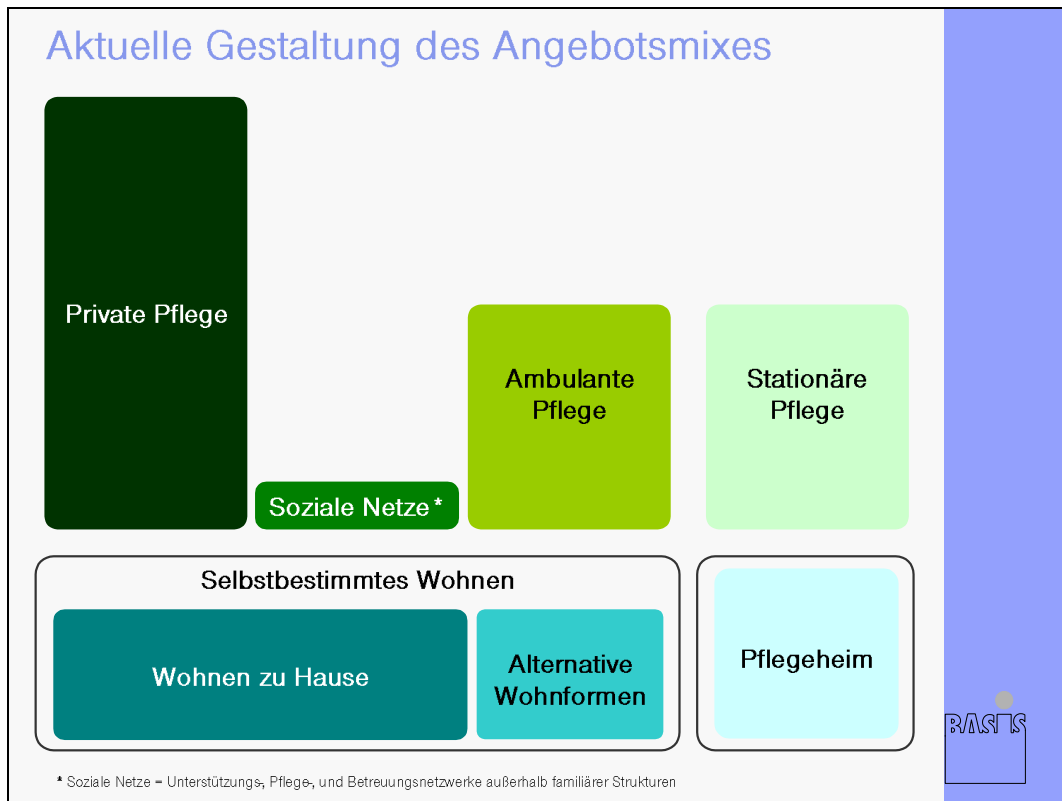 Aktuelle Gestaltung des Angebotsmixes
Private Pflege
Soziale Netze *
Ambulante
Pflege
Stationäre
Pflege
Selbstbestimmtes Wohnen
Wohnen zu Hause
Alternative
Wohnformen
Pflegeheim
BASIS
* Soziale Netze = Unterstützungs-, Pflege-, und Betreuungsnetzwerke außerhalb familiärer Strukturen